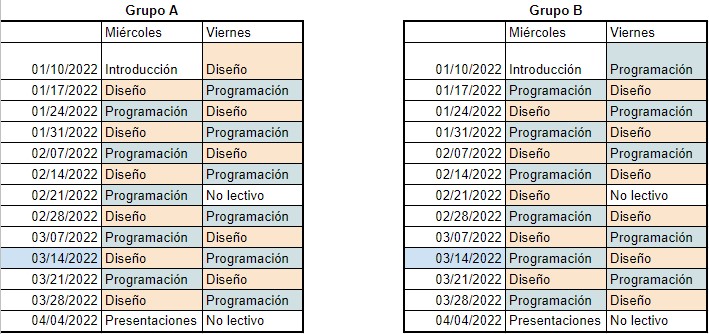 Grupo A Grupo B
Miércoles Viernes Miércoles Viernes
01/10/2022 Introducción Diseño 01/10/2022 Introducción Programación
01/17/2022 Diseño Programación 01/17/2022 Programación Diseño
01/24/2022 Programación Diseño 01/24/2022 Diseño Programación
01/31/2022 Diseño Programación 01/31/2022 Programación Diseño
02/07/2022 Programación Diseño 02/07/2022 Diseño Programación
02/14/2022 Diseño Programación 02/14/2022 Programación Diseño
02/21/2022 Programación No lectivo 02/21/2022 Diseño No lectivo
02/28/2022 Diseño Programación 02/28/2022 Programación Diseño
03/07/2022 Programación Diseño 03/07/2022 Diseño Programación
03/14/2022 Diseño Programación 03/14/2022 Programación Diseño
03/21/2022 Programación Diseño 03/21/2022 Diseño Programación
03/28/2022 Diseño Programación 03/28/2022 Programación Diseño
04/04/2022 Presentaciones No lectivo 04/04/2022 Presentaciones No lectivo